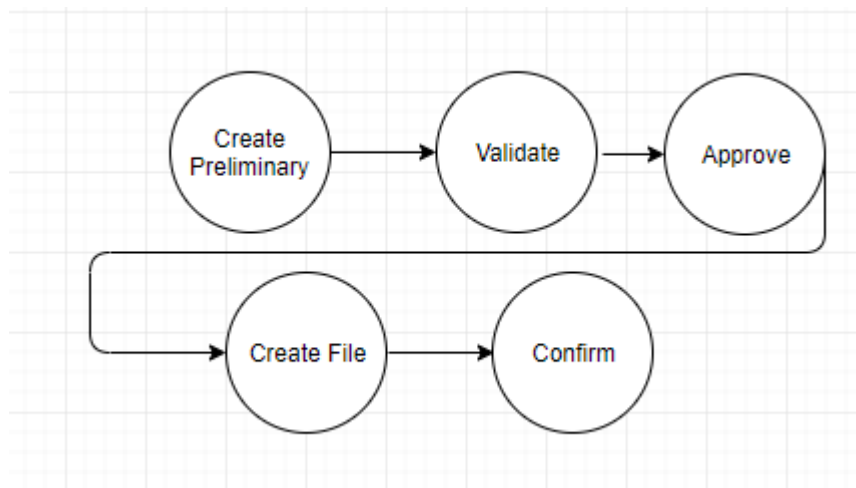 Create
Preliminary
Validate
Approve
Create File
Confirm